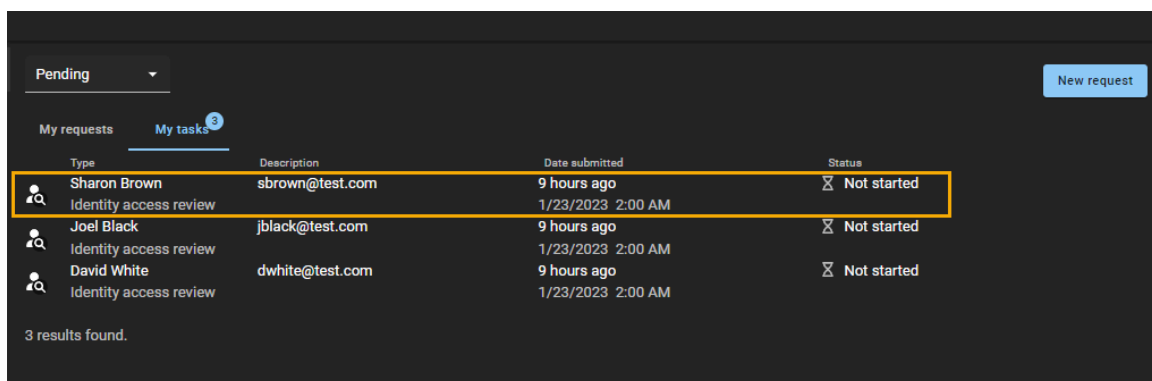 Pending
New request
My requests My tasks 3
Type Description Date submitted Status
Sharon Brown sbrown@test.com 9 hours ago Not started
Identity access review 1/23/2023 2:00 AM
Joel Black jblack@test.com 9 hours ago Not started
Identity access review 1/23/2023 2:00 AM
David White dwhite@test.com 9 hours ago Not started
Identity access review 1/23/2023 2:00 AM
3 results found.